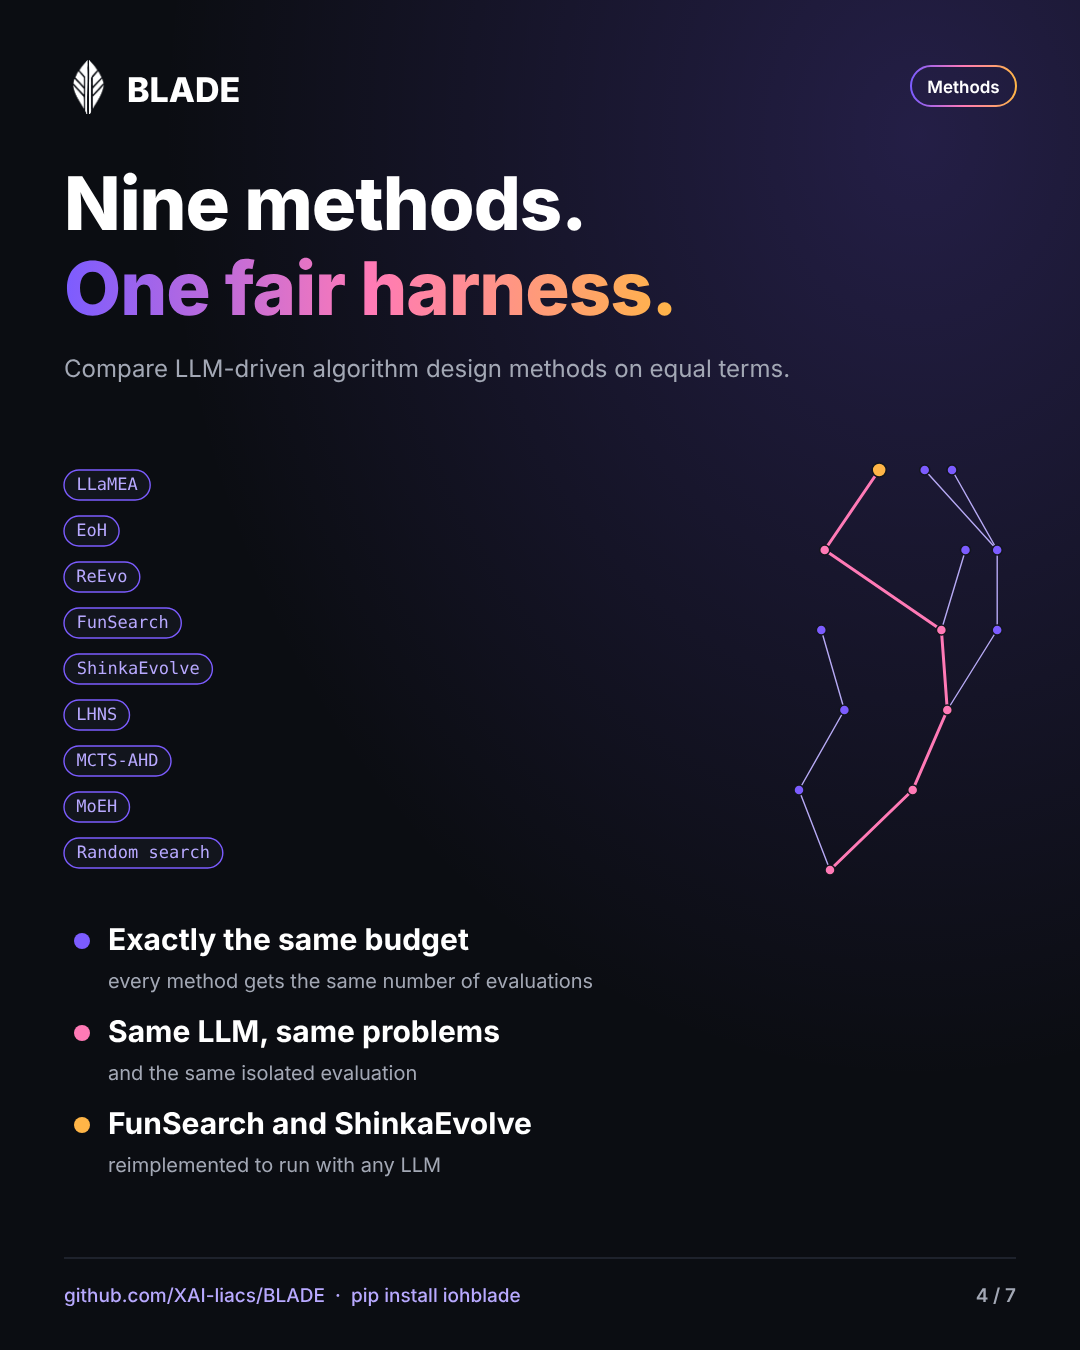 BLADE
Methods
Nine methods.
One fair harness.
Compare LLM-driven algorithm design methods on equal terms.
LLaMEA
EoH
ReEvo
FunSearch
ShinkaEvolve
LHNS
MCTS-AHD
MoEH
Random search
Exactly the same budget
every method gets the same number of evaluations
Same LLM, same problems
and the same isolated evaluation
FunSearch and ShinkaEvolve
reimplemented to run with any LLM
github.com/XAI-liacs/BLADE · pip install iohblade
4 / 7